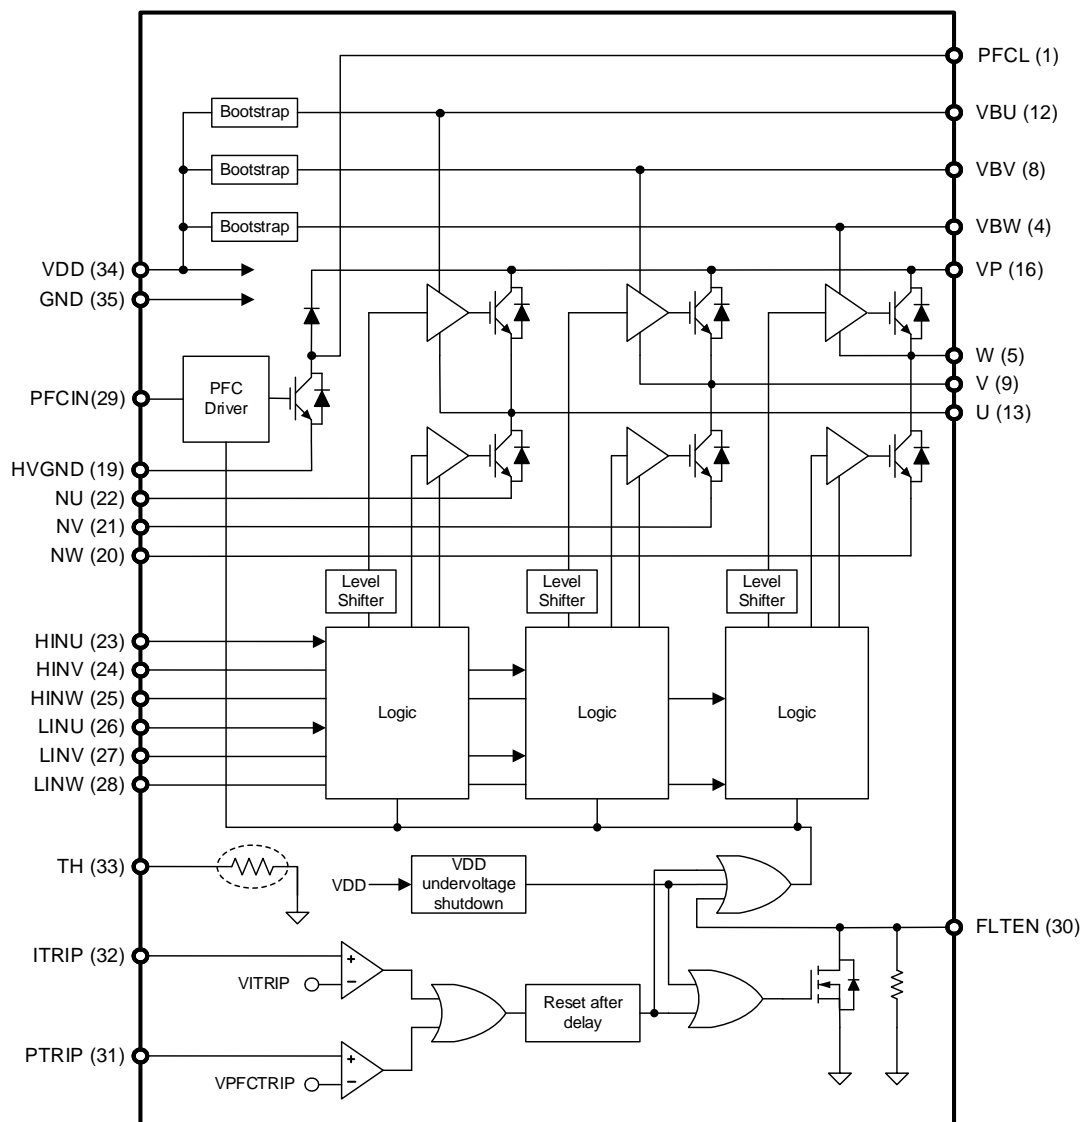 PFCL (1)
Bootstrap
VBU (12)
Bootstrap
VBV (8)
Bootstrap
VBW (4)
VDD (34)
VP (16)
GND (35)
W (5)
PFCIN(29)
PFC
Driver
V (9)
U (13)
HVGND (19)
NU (22)
NV (21)
NW (20)
Level
Shifter
Level
Shifter
Level
Shifter
HINU (23)
HINV (24)
HINW (25)
LINU (26)
LINV (27)
LINW (28)
Logic
Logic
Logic
TH (33)
VDD
VDD
undervoltage
shutdown
FLTEN (30)
ITRIP (32)
+
−
VITRIP
Reset after
delay
PTRIP (31)
+
−
VPFCTRIP